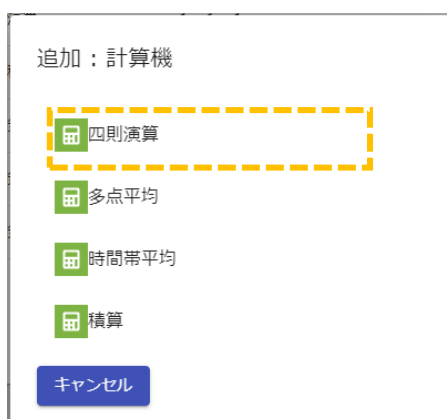 追加：計算機
四則演算
多点平均
時間帯平均
積算
キャンセル